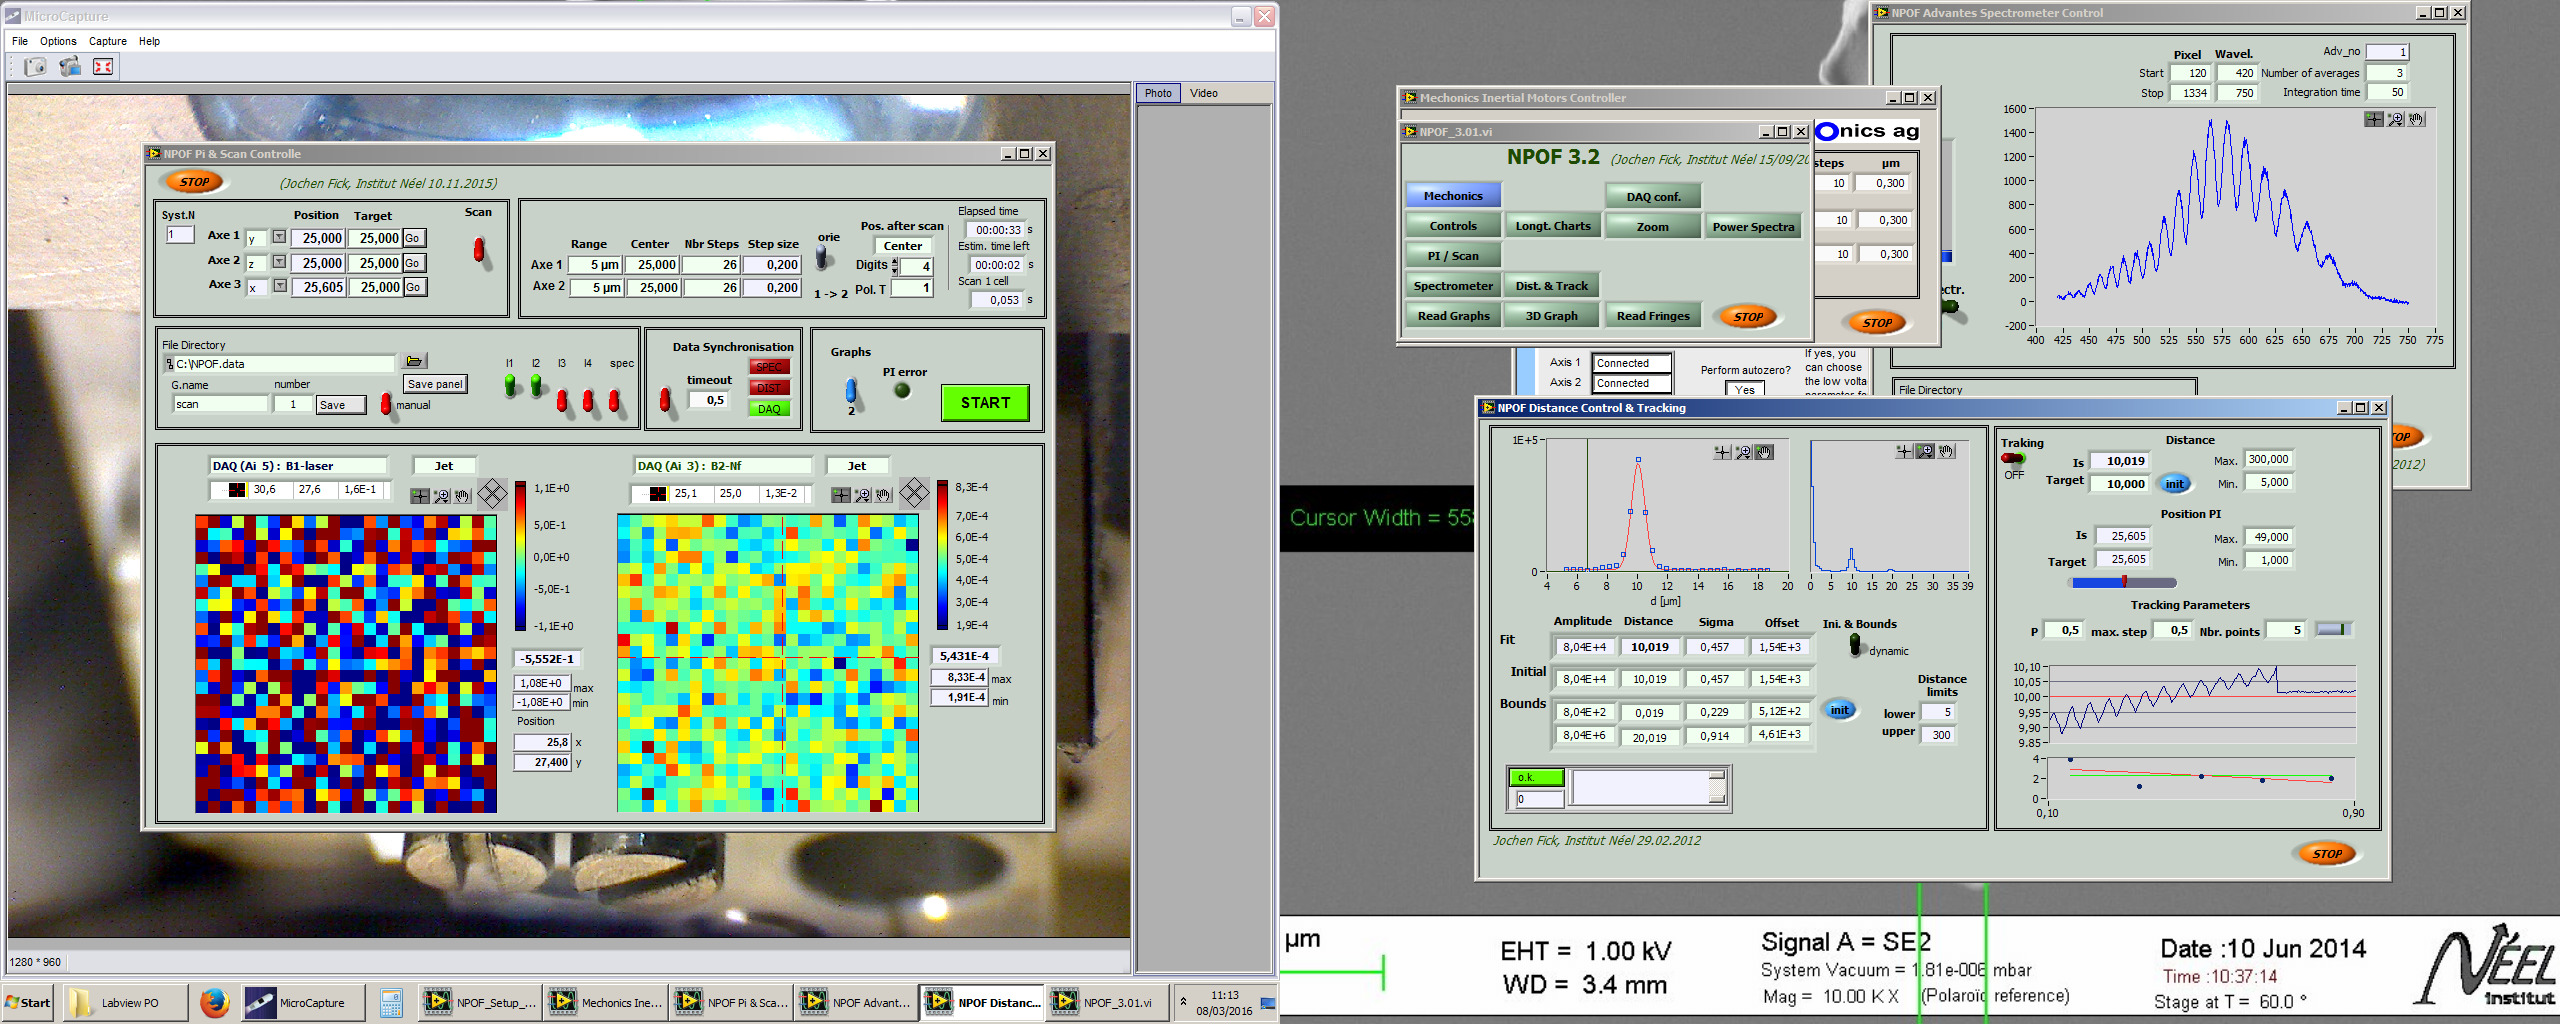 MicroCapture
File Options Capture Help
Photo Video
NPOF Pi & Scan Controlle
STOP
(Jochen Fick, Institut Néel 10.11.2015)
Syst.N
1
Position Target
Scan
Axe 1 y 25,000 25,000 Go
Axe 2 z 25,000 25,000 Go
Axe 3 x 25,605 25,000 Go
Range Center Nbr Steps Step size
Axe 1 5 µm 25,000 26 0,200
Axe 2 5 µm 25,000 26 0,200
orie
1 -> 2
Pos. after scan
Center
Digits 4
Pol. T 1
Elapsed time
00:00:33 s
Estim. time left
00:00:02 s
Scan 1 cell
0,053 s
File Directory
C:\NPOF.data
G.name number
scan 1 Save
Save panel
manual
I1 I2 I3 I4 spec
Data Synchronisation
timeout
0,5
SPEC
DIST
DAQ
Graphs
2
PI error
START
DAQ (Ai 5) : B1-laser Jet
30,6 27,6 1,6E-1
1,1E+0
5,0E-1
0,0E+0
-5,0E-1
-1,1E+0
-5,552E-1
1,08E+0 max
-1,08E+0 min
Position
25,8 x
27,400 y
DAQ (Ai 3) : B2-Nf Jet
25,1 25,0 1,3E-2
8,3E-4
7,0E-4
6,0E-4
5,0E-4
4,0E-4
3,0E-4
1,9E-4
5,431E-4
8,33E-4 max
1,91E-4 min
1280 * 960
Start
Labview PO
MicroCapture
NPOF_Setup_...
Mechonics Ine...
NPOF Pi & Sca...
NPOF Advant...
NPOF Distanc...
NPOF_3.01.vi
11:13
08/03/2016
Mechonics Inertial Motors Controller
Onics ag
steps µm
10 0,300
10 0,300
10 0,300
STOP
NPOF_3.01.vi
NPOF 3.2 (Jochen Fick, Institut Néel 15/09/20
Mechonics DAQ conf.
Controls Longt. Charts Zoom Power Spectra
PI / Scan
Spectrometer Dist. & Track
Read Graphs 3D Graph Read Fringes STOP
Axis 1 Connected
Axis 2 Connected
Perform autozero?
Yes
If yes, you
can choose
the low volta
NPOF Advantes Spectrometer Control
Pixel Wavel.
Start 120 420
Stop 1334 750
Adv_no 1
Number of averages 3
Integration time 50
1600
1400
1200
1000
800
600
400
200
0
-200
400 425 450 475 500 525 550 575 600 625 650 675 700 725 750 775
ectr.
File Directory
OP
2012)
NPOF Distance Control & Tracking
1E+5
0
4 6 8 10 12 14 16 18 20
d [µm]
0 5 10 15 20 25 30 35 39
Amplitude Distance Sigma Offset
Fit 8,04E+4 10,019 0,457 1,54E+3
Initial 8,04E+4 10,019 0,457 1,54E+3
Bounds 8,04E+2 0,019 0,229 5,12E+2
8,04E+6 20,019 0,914 4,61E+3
Ini. & Bounds
dynamic
init
Distance
limits
lower 5
upper 300
o.k.
0
Traking
OFF
Distance
Is 10,019
Target 10,000 init
Max. 300,000
Min. 5,000
Position PI
Is 25,605
Target 25,605
Max. 49,000
Min. 1,000
Tracking Parameters
P 0,5 max. step 0,5 Nbr. points 5
10,10
10,05
10,00
9,95
9,90
9,85
4
2
0
0,10 0,90
Jochen Fick, Institut Néel 29.02.2012
STOP
Cursor Width = 55
µm
EHT = 1.00 kV
WD = 3.4 mm
Signal A = SE2
System Vacuum = 1.81e-006 mbar
Mag = 10.00 K X (Polaroïd reference)
Date :10 Jun 2014
Time :10:37:14
Stage at T = 60.0 °
NÉEL
institut